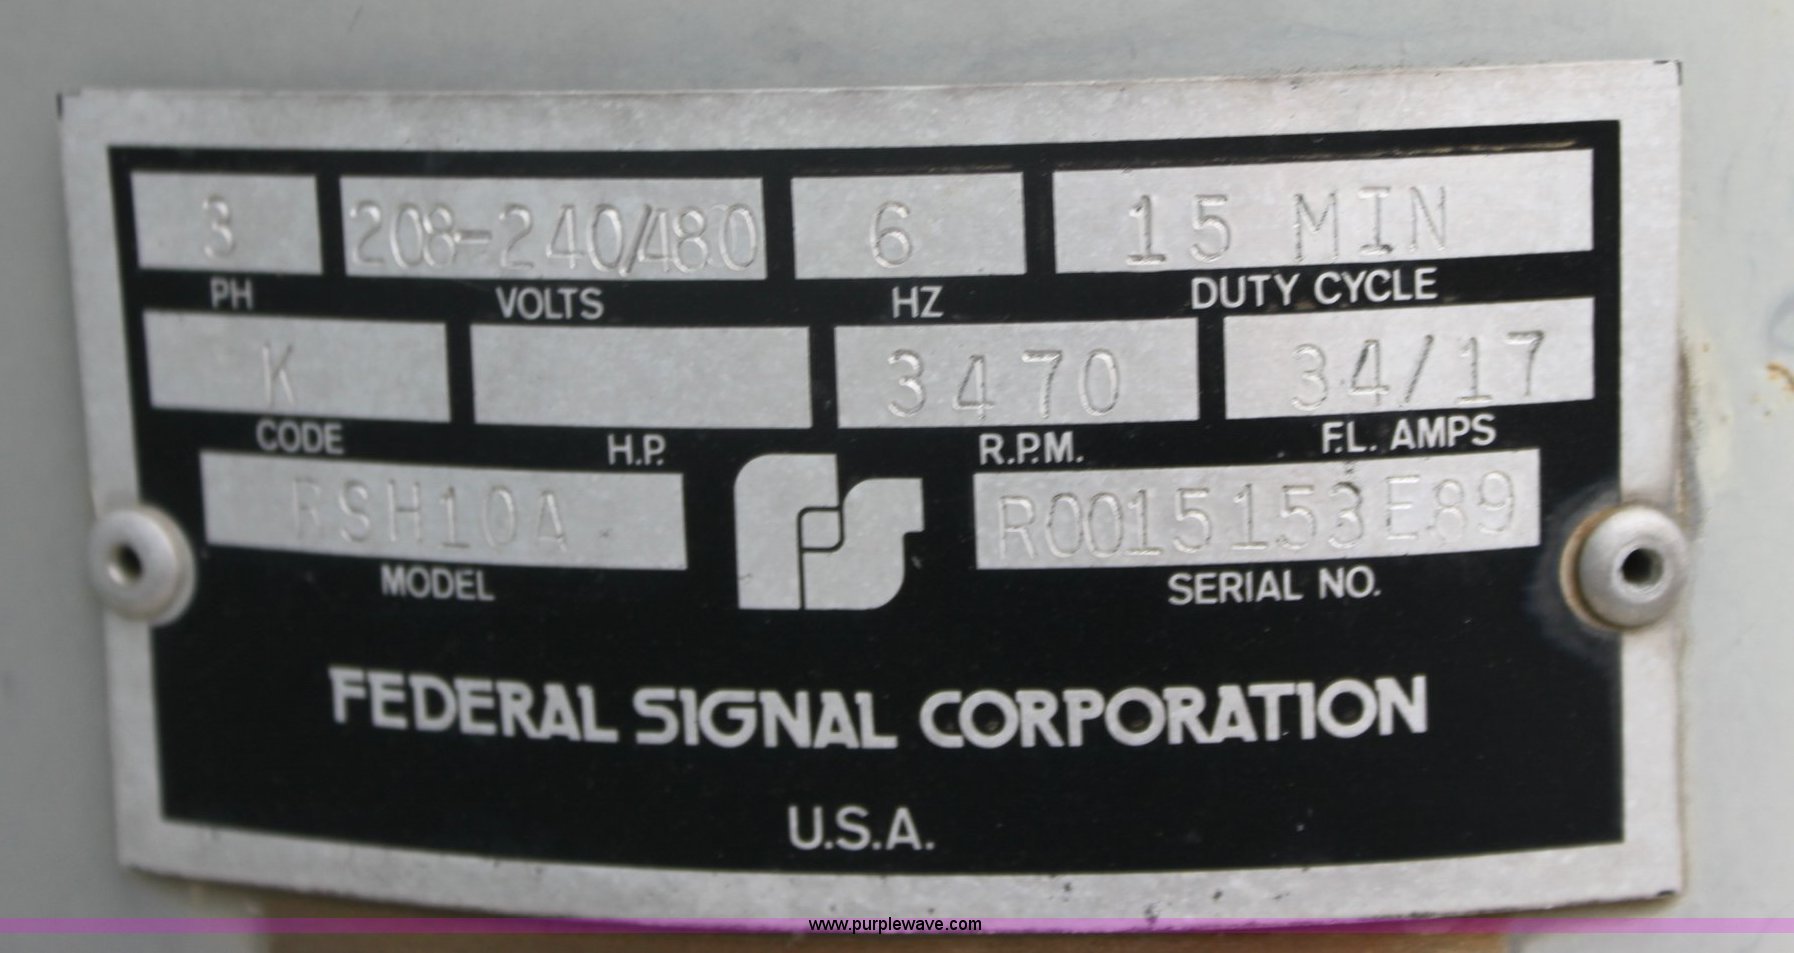 3 208-240/480 6 15 MIN
PH VOLTS HZ DUTY CYCLE
K 3470 34/17
CODE H.P. R.P.M. F.L. AMPS
RSH10A R0015153E89
MODEL SERIAL NO.
FEDERAL SIGNAL CORPORATION
U.S.A.
www.purplewave.com